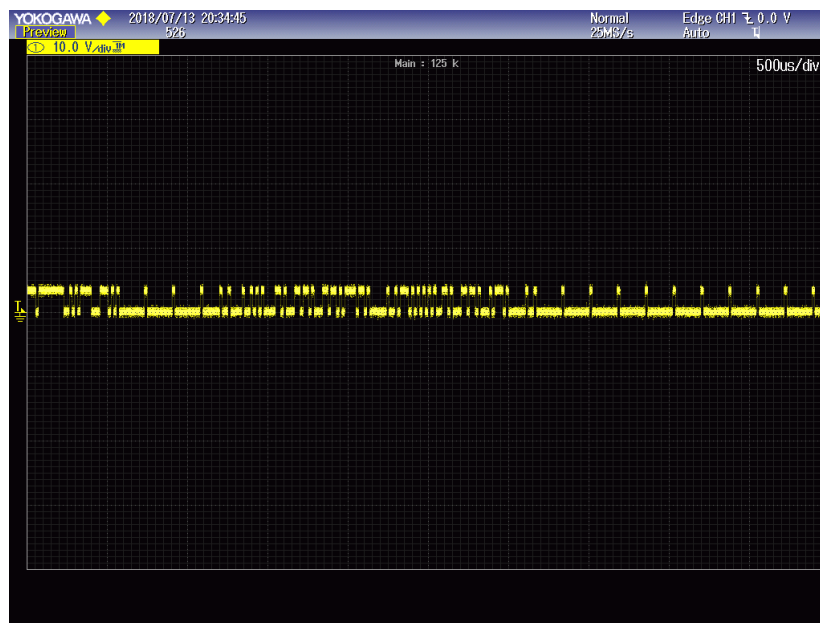 YOKOGAWA 2018/07/13 20:34:45 Normal Edge CH1 0.0 V
Preview 526 25MS/s Auto
1 10.0 V/div
Main : 125 k 500us/div
T